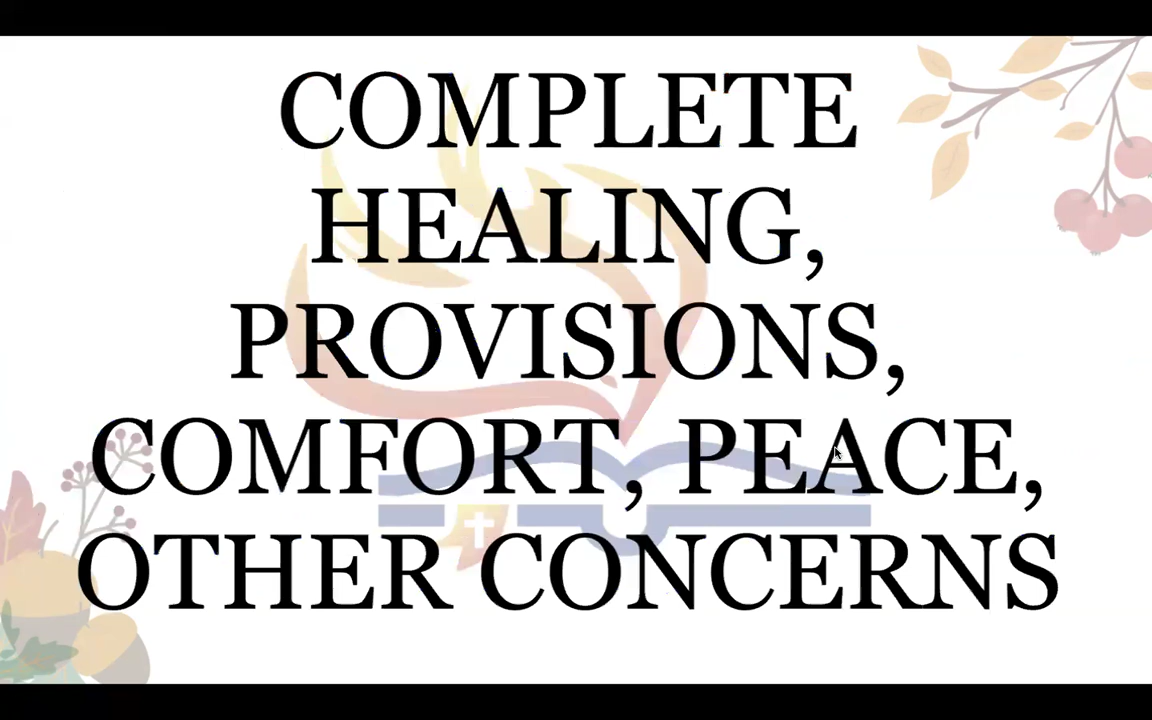 COMPLETE
HEALING,
PROVISIONS,
COMFORT, PEACE,
OTHER CONCERNS